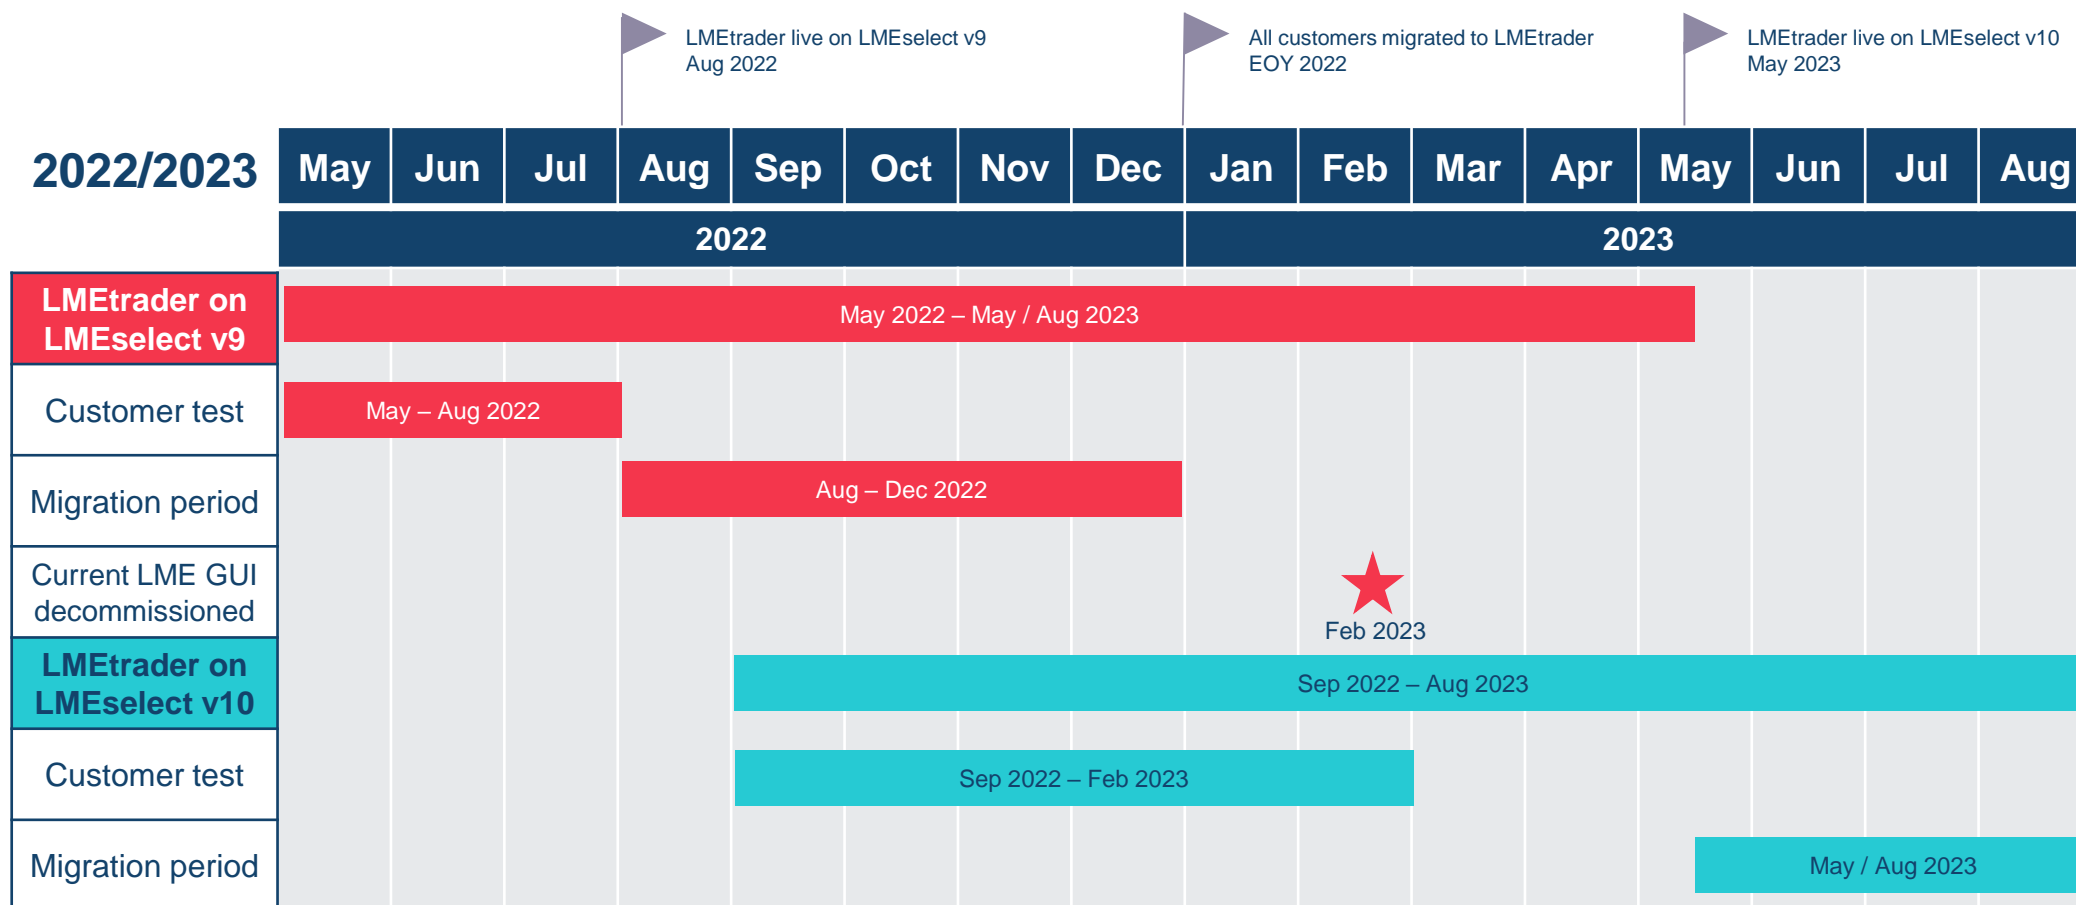 LMEtrader live on LMEselect v9
Aug 2022
All customers migrated to LMEtrader
EOY 2022
LMEtrader live on LMEselect v10
May 2023
2022/2023
May
Jun
Jul
Aug
Sep
Oct
Nov
Dec
Jan
Feb
Mar
Apr
May
Jun
Jul
Aug
2022
2023
LMEtrader on
LMEselect v9
May 2022 – May / Aug 2023
Customer test
May – Aug 2022
Migration period
Aug – Dec 2022
Current LME GUI
decommissioned
Feb 2023
LMEtrader on
LMEselect v10
Sep 2022 – Aug 2023
Customer test
Sep 2022 – Feb 2023
Migration period
May / Aug 2023